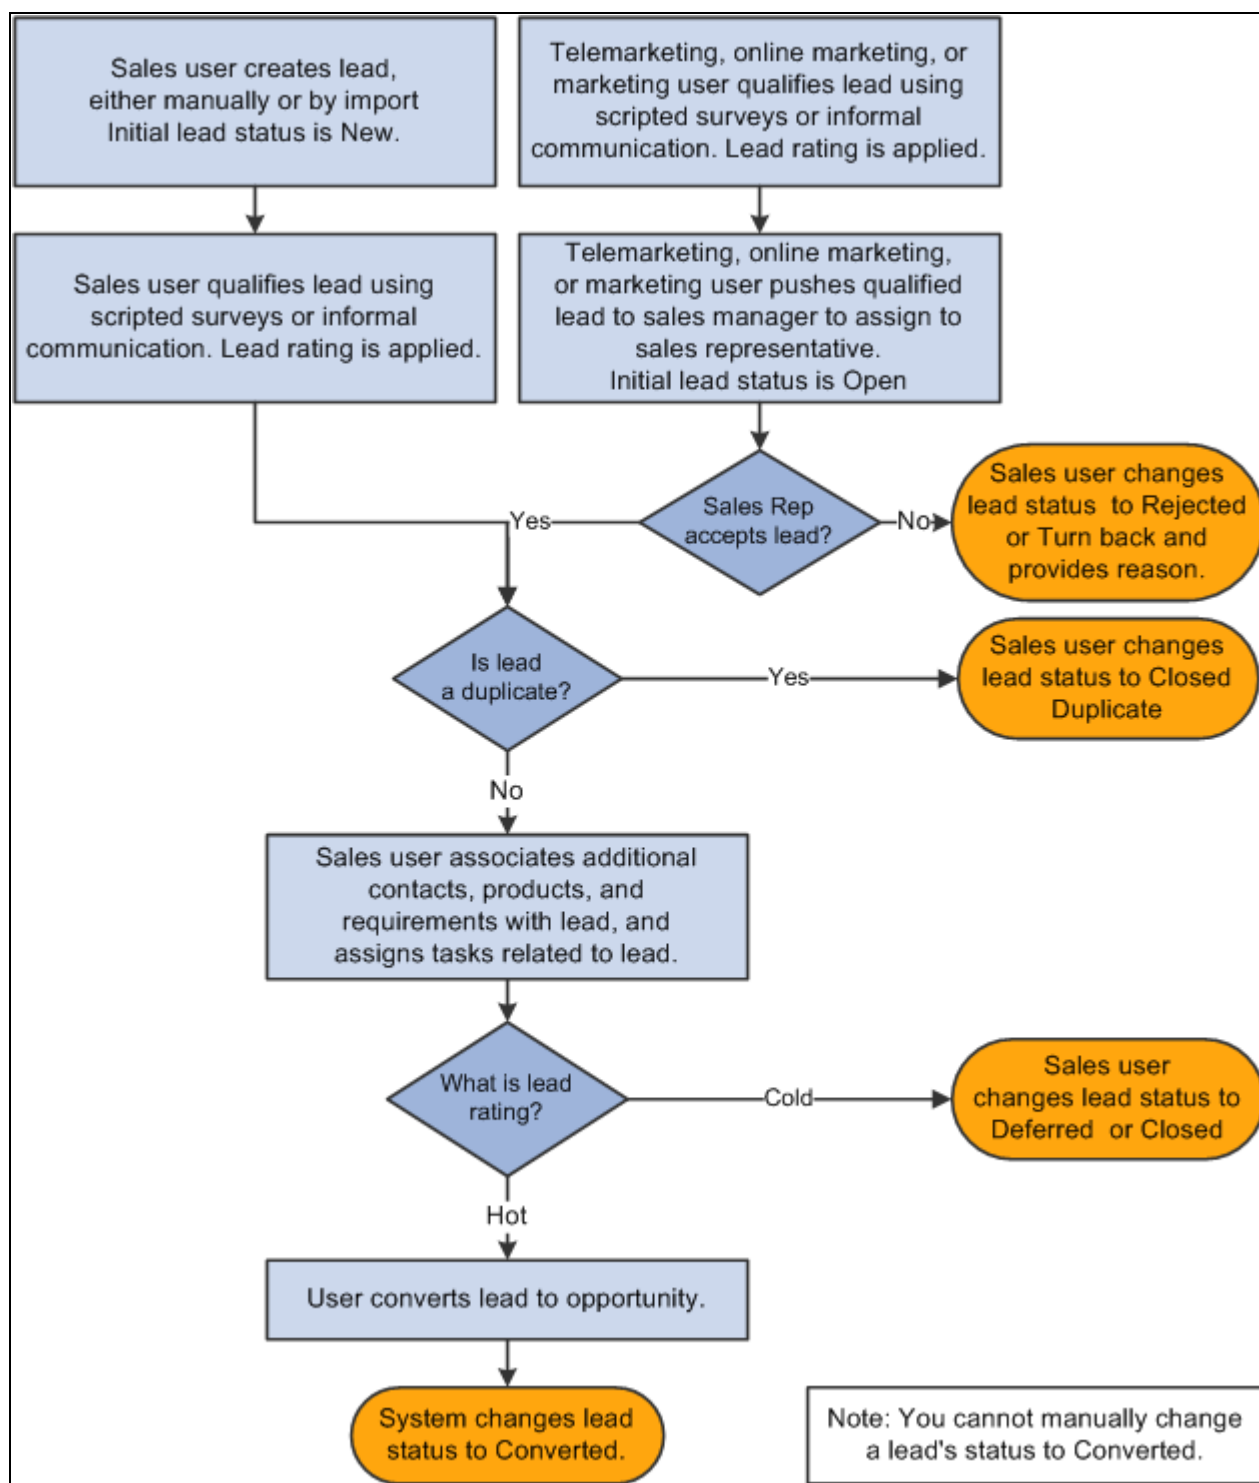 Sales user creates lead,
either manually or by import
Initial lead status is New.
Telemarketing, online marketing, or
marketing user qualifies lead using
scripted surveys or informal
communication. Lead rating is applied.
Sales user qualifies lead using
scripted surveys or informal
communication. Lead rating is applied.
Telemarketing, online marketing,
or marketing user pushes qualified
lead to sales manager to assign to
sales representative.
Initial lead status is Open
Sales Rep
accepts lead?
Yes
No
Sales user changes
lead status to Rejected
or Turn back and
provides reason.
Is lead
a duplicate?
Yes
Sales user changes
lead status to Closed
Duplicate
No
Sales user associates additional
contacts, products, and
requirements with lead, and
assigns tasks related to lead.
What is lead
rating?
Cold
Sales user
changes lead status to
Deferred or Closed
Hot
User converts lead to opportunity.
System changes lead
status to Converted.
Note: You cannot manually change
a lead's status to Converted.